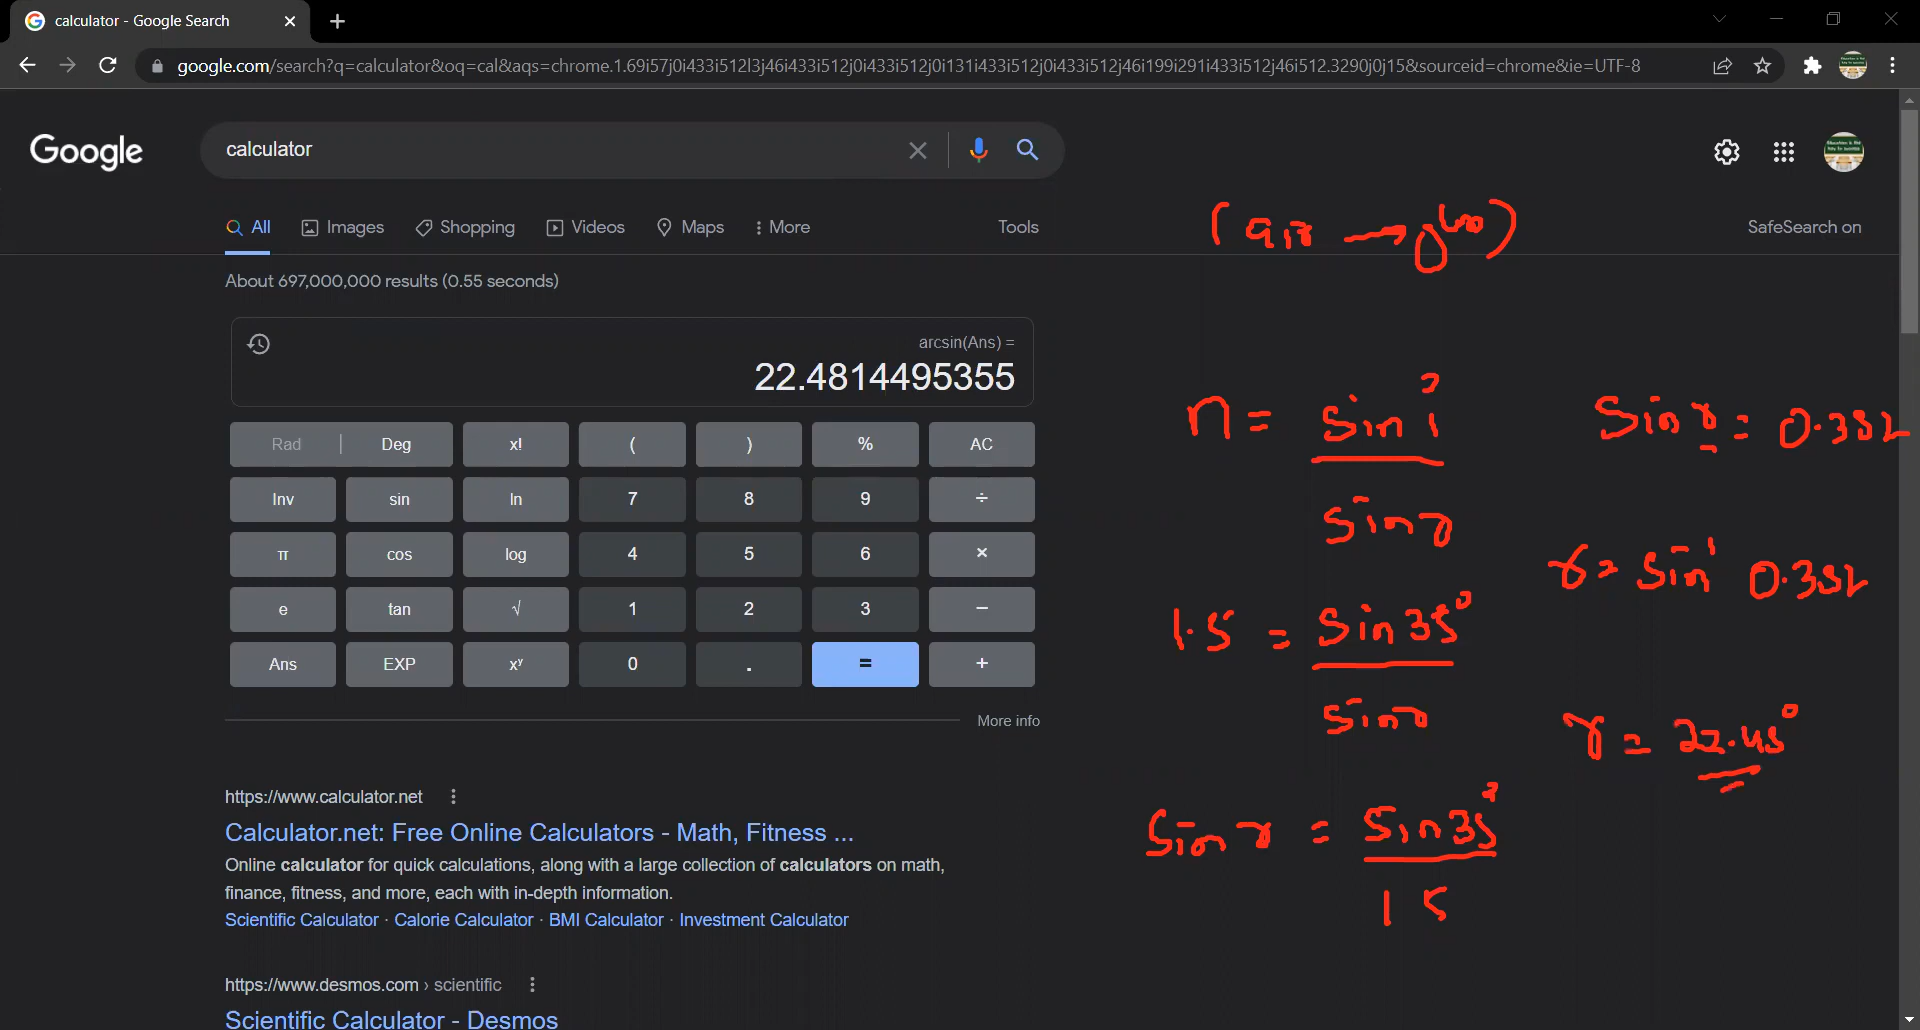 calculator - Google Search
google.com/search?q=calculator&oq=cal&aqs=chrome.1.69i57j0i433i512l3j46i433i512j0i433i512j0i131i433i512j0i433i512j46i199i291i433i512j46i512.3290j0j15&sourceid=chrome&ie=UTF-8
Google
calculator
All Images Shopping Videos Maps More Tools SafeSearch on
About 697,000,000 results (0.55 seconds)
arcsin(Ans) =
22.4814495355
Rad | Deg x! ( ) % AC
Inv sin ln 7 8 9 ÷
π cos log 4 5 6 ×
e tan √ 1 2 3 −
Ans EXP xʸ 0 . = +
More info
https://www.calculator.net
Calculator.net: Free Online Calculators - Math, Fitness ...
Online calculator for quick calculations, along with a large collection of calculators on math,
finance, fitness, and more, each with in-depth information.
Scientific Calculator · Calorie Calculator · BMI Calculator · Investment Calculator
https://www.desmos.com › scientific
Scientific Calculator - Desmos
(air →
n = sin i
sin r
1.5 = sin 35°
sin r
sin r = sin 35°
1 5
sin r = 0.382
r = sin⁻¹ 0.382
r = 22.48°